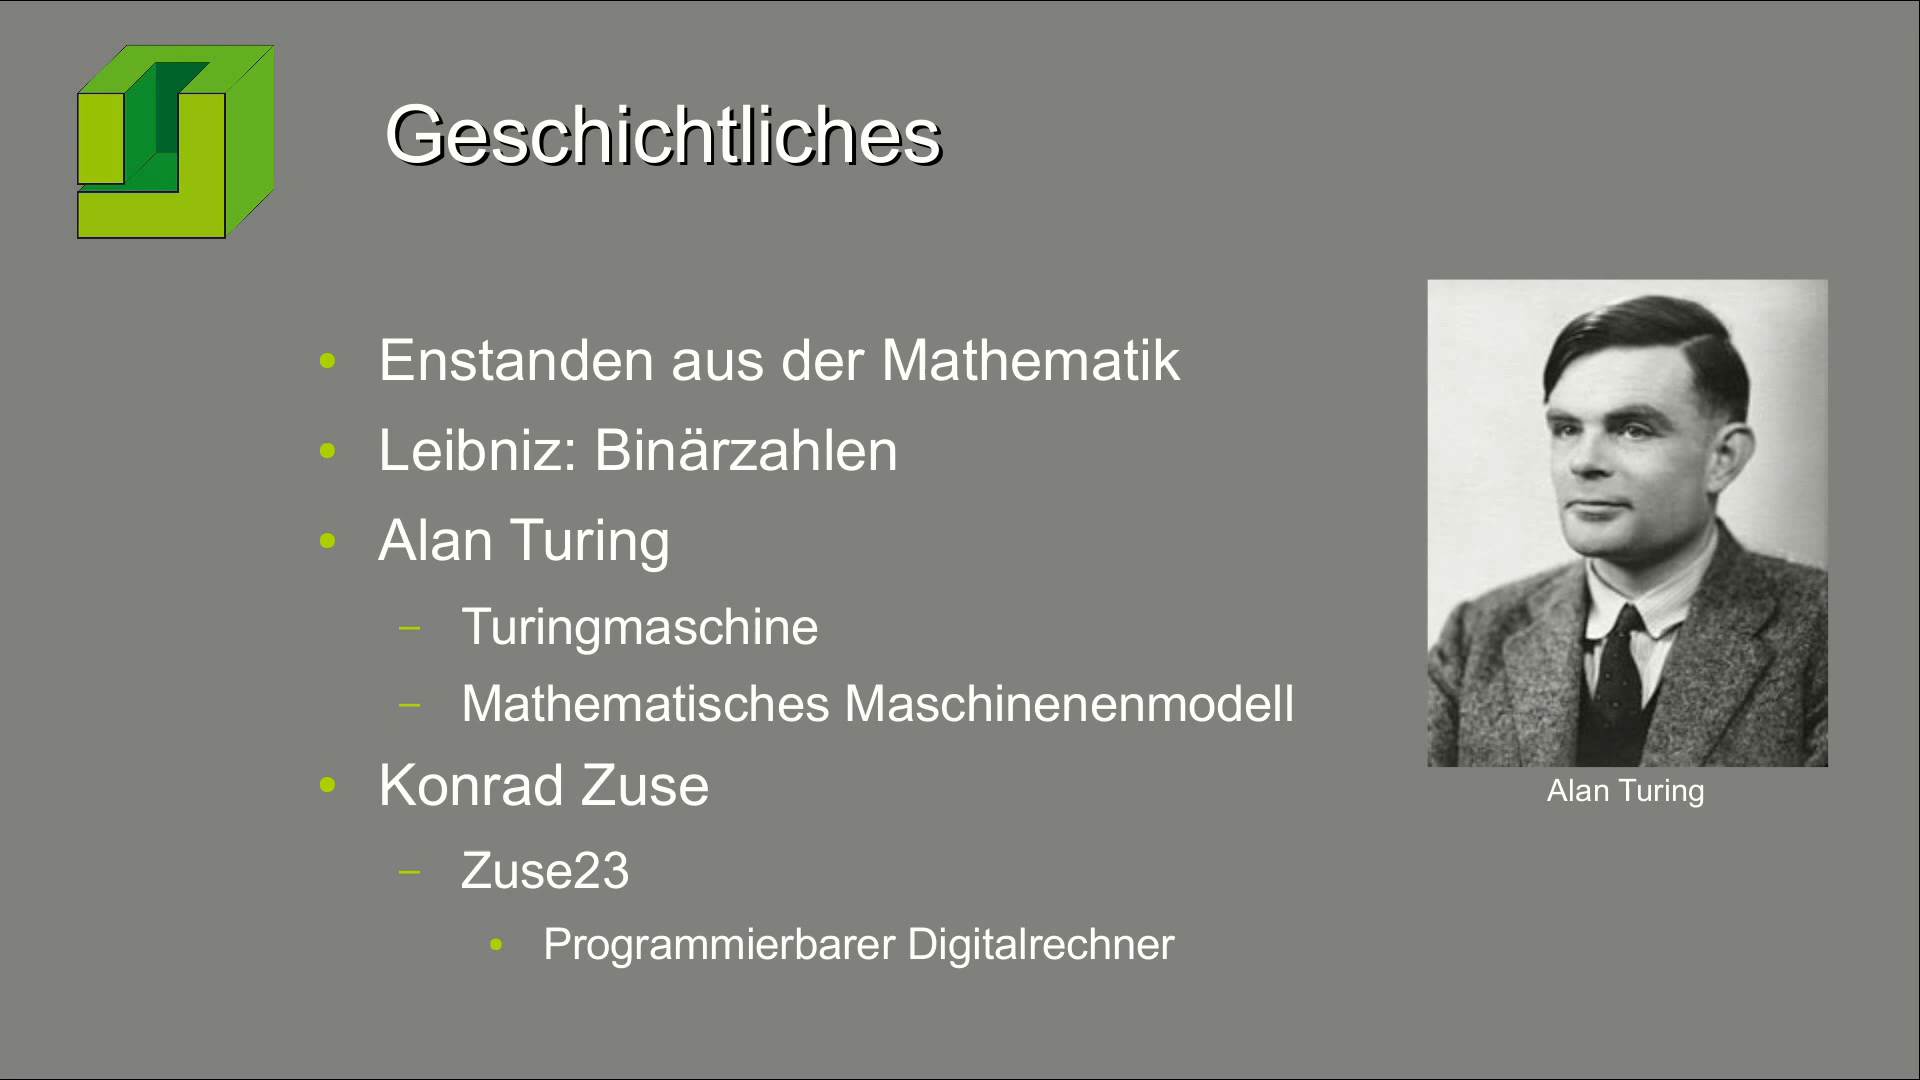 Geschichtliches
Enstanden aus der Mathematik
Leibniz: Binärzahlen
Alan Turing
Turingmaschine
Mathematisches Maschinenenmodell
Konrad Zuse
Zuse23
Programmierbarer Digitalrechner
Alan Turing